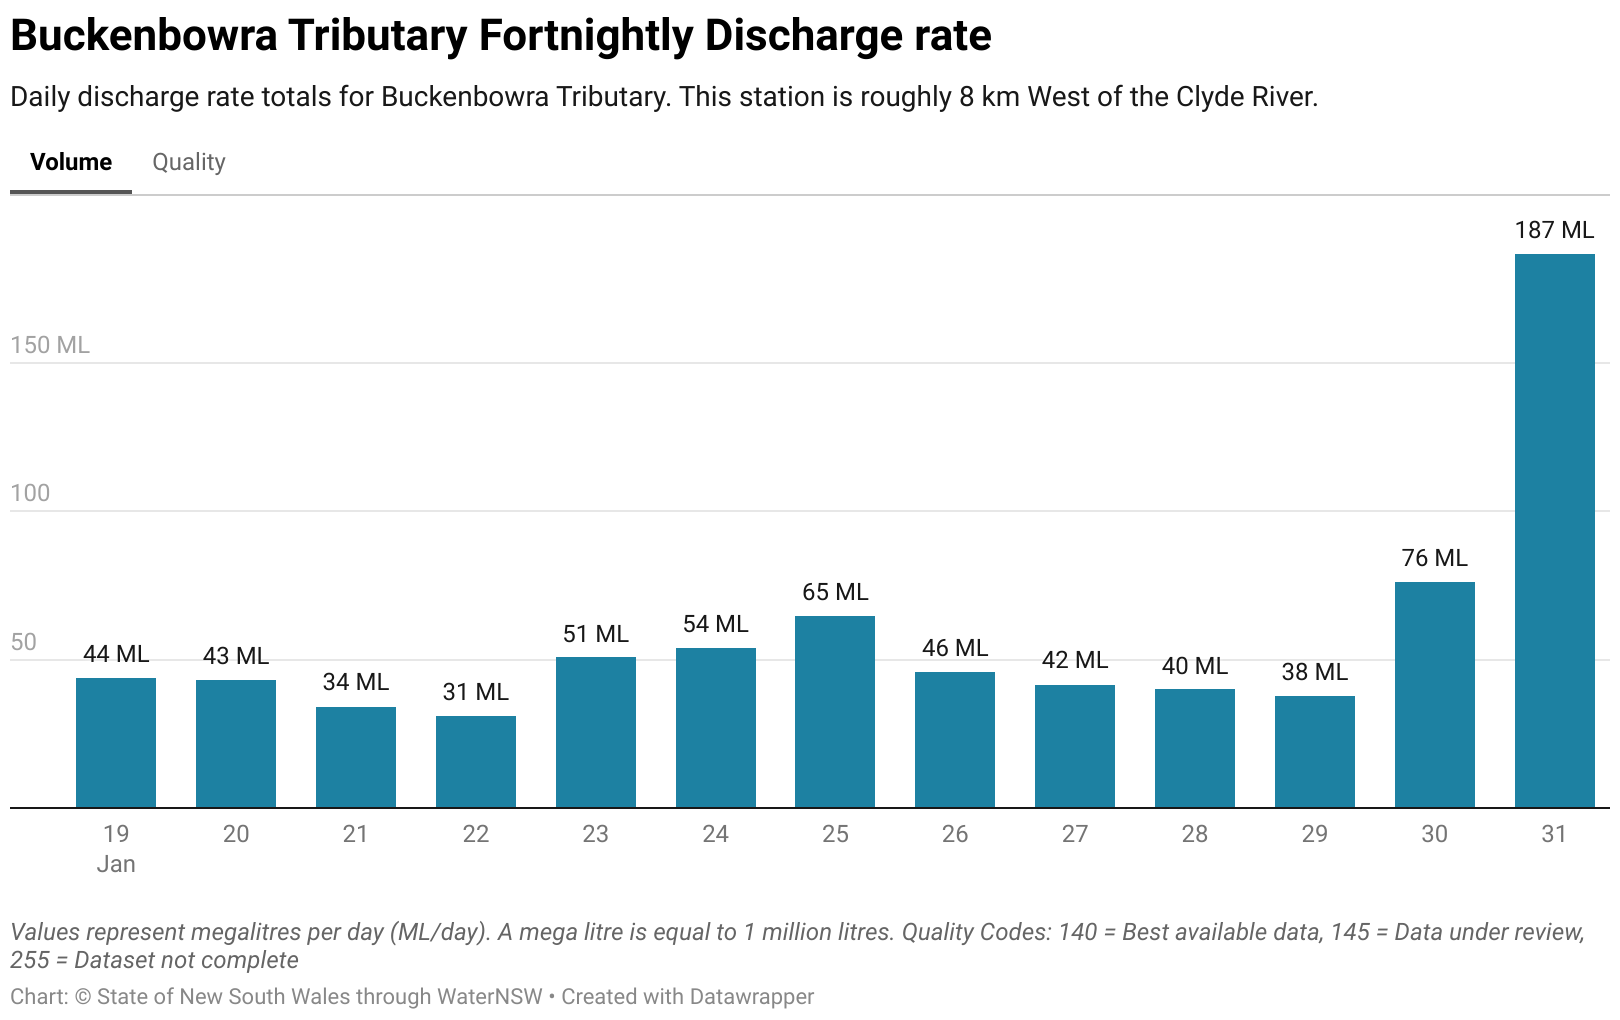 Buckenbowra Tributary Fortnightly Discharge rate
Daily discharge rate totals for Buckenbowra Tributary. This station is roughly 8 km West of the Clyde River.
Volume Quality
187 ML
150 ML
100
76 ML
65 ML
54 ML
51 ML
50
44 ML 43 ML 34 ML 31 ML 46 ML 42 ML 40 ML 38 ML
19 20 21 22 23 24 25 26 27 28 29 30 31
Jan
Values represent megalitres per day (ML/day). A mega litre is equal to 1 million litres. Quality Codes: 140 = Best available data, 145 = Data under review,
255 = Dataset not complete
Chart: © State of New South Wales through WaterNSW • Created with Datawrapper